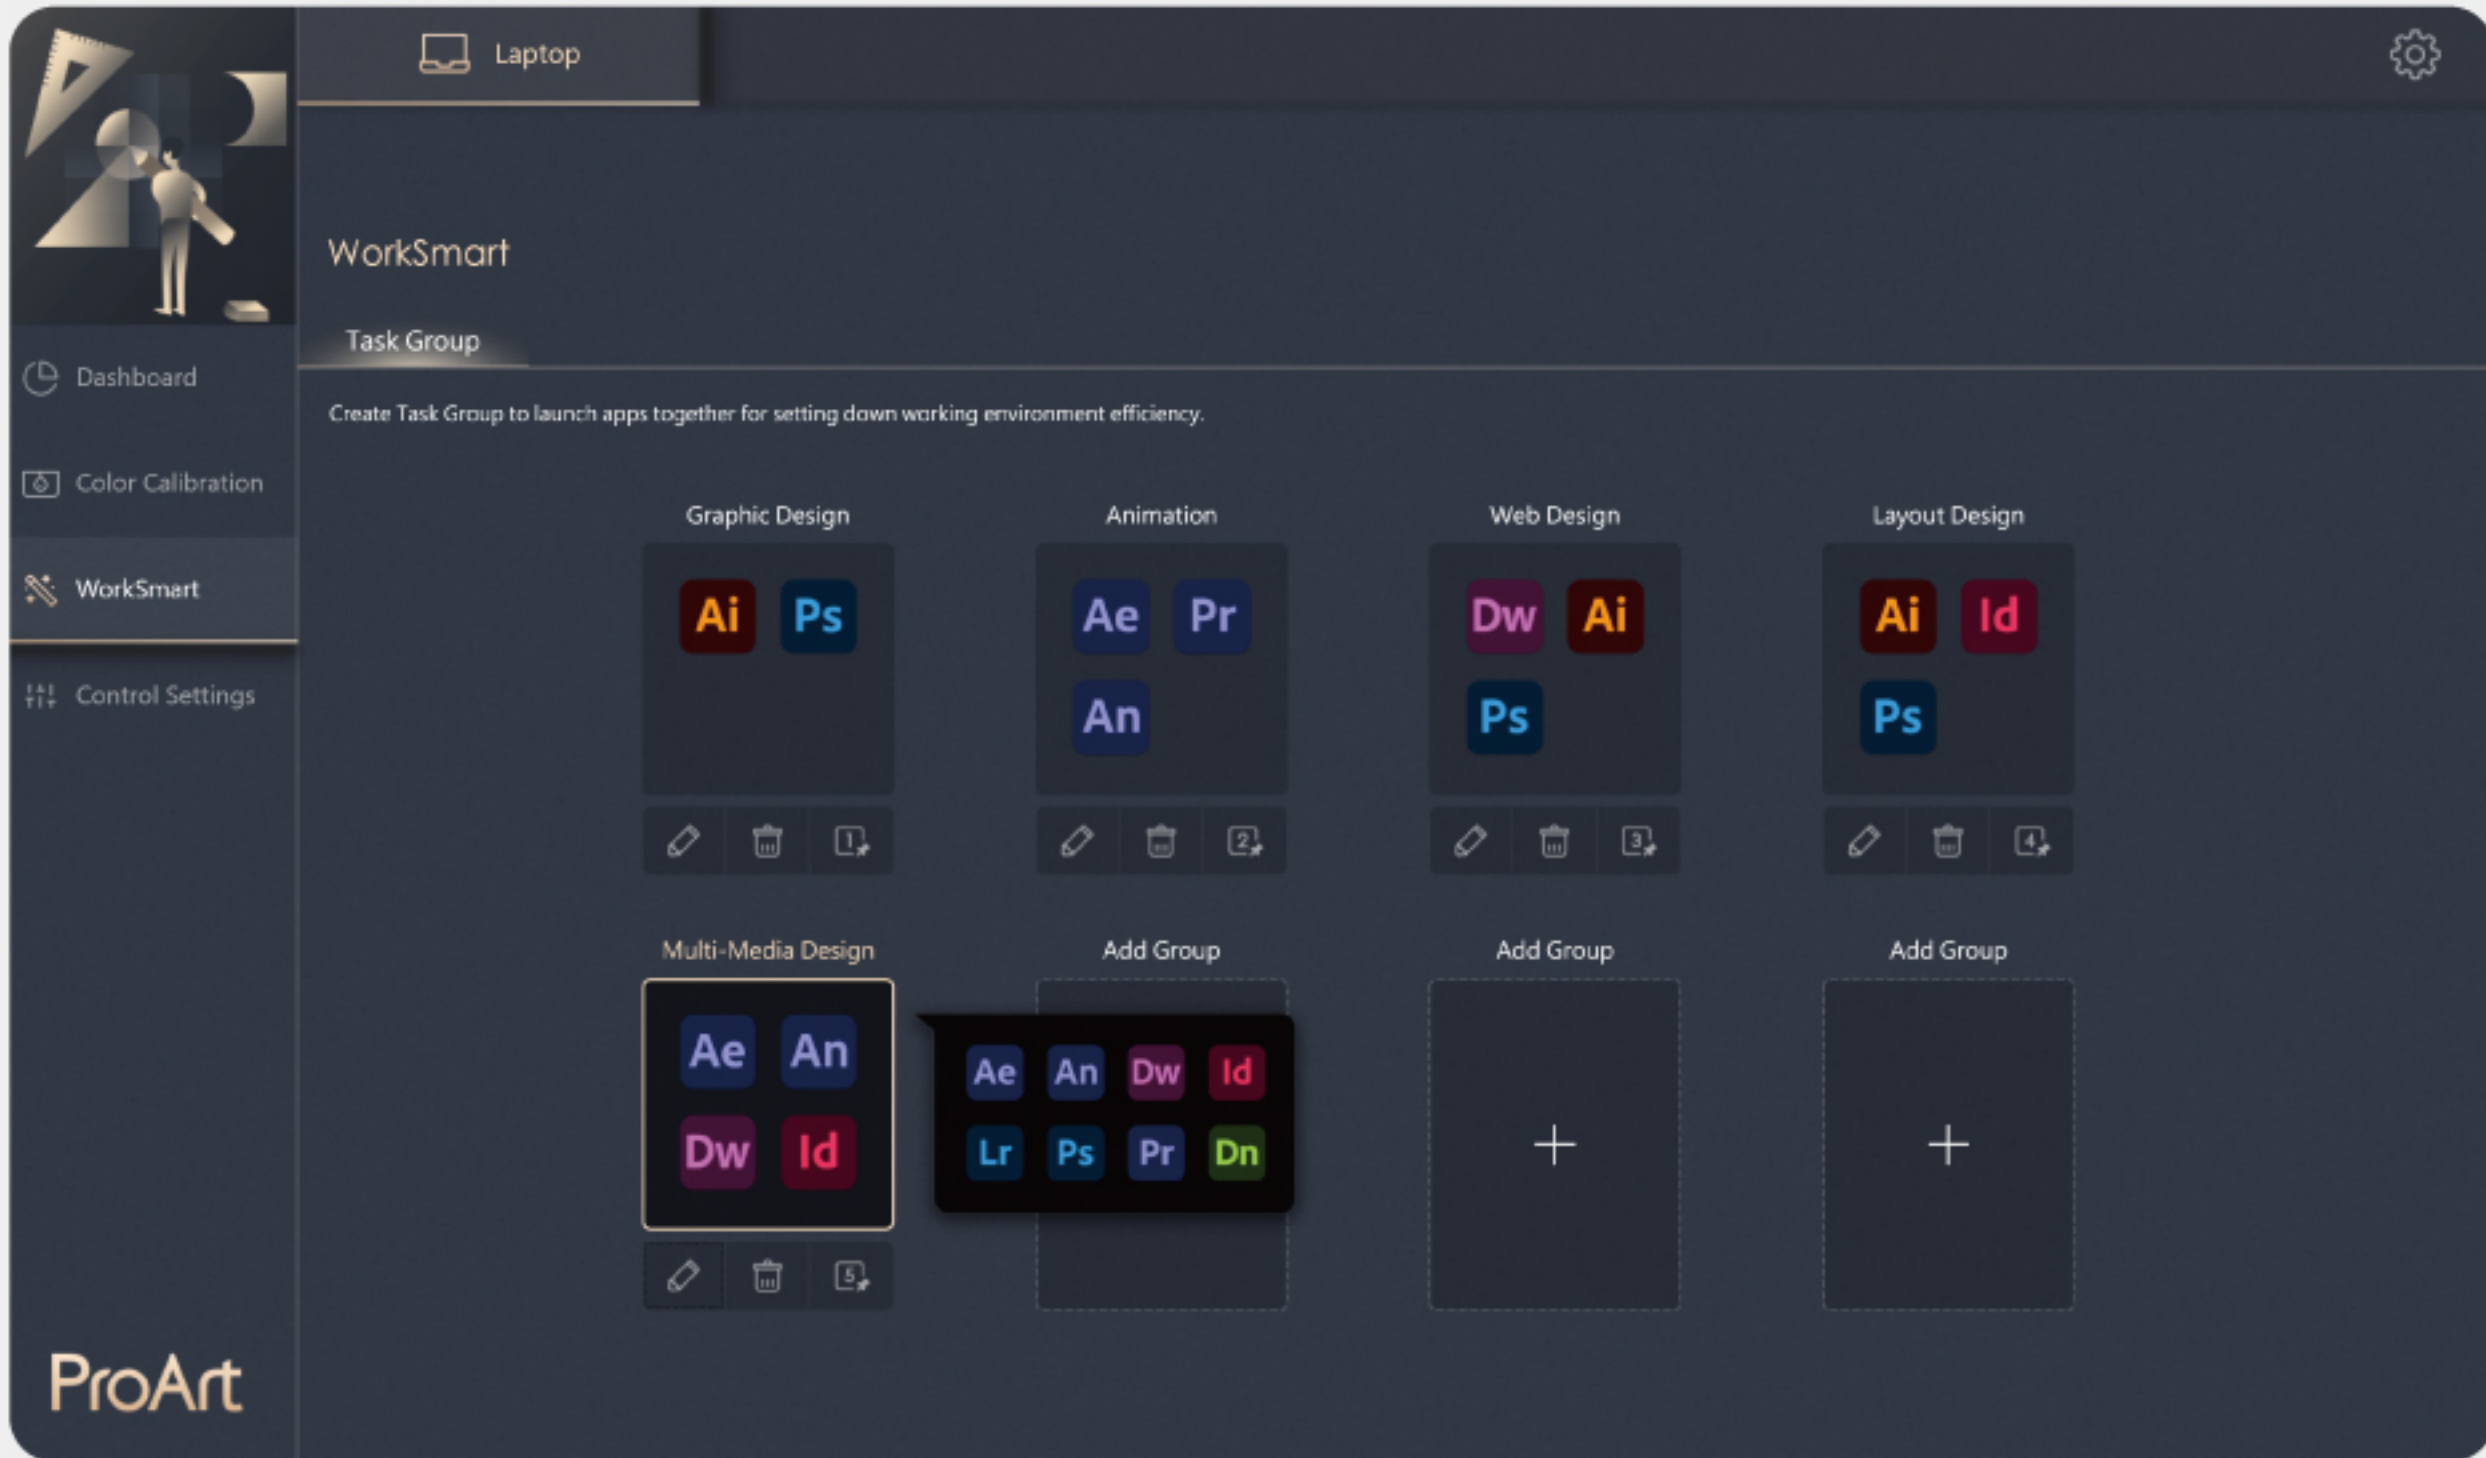 Laptop
WorkSmart
Task Group
Dashboard
Create Task Group to launch apps together for setting down working environment efficiency.
Color Calibration
WorkSmart
Control Settings
Graphic Design
Animation
Web Design
Layout Design
Ai Ps
Ae Pr
An
Dw Ai
Ps
Ai Id
Ps
1
2
3
4
Multi-Media Design
Add Group
Add Group
Add Group
Ae An
Dw Id
Ae An Dw Id
Lr Ps Pr Dn
5
ProArt